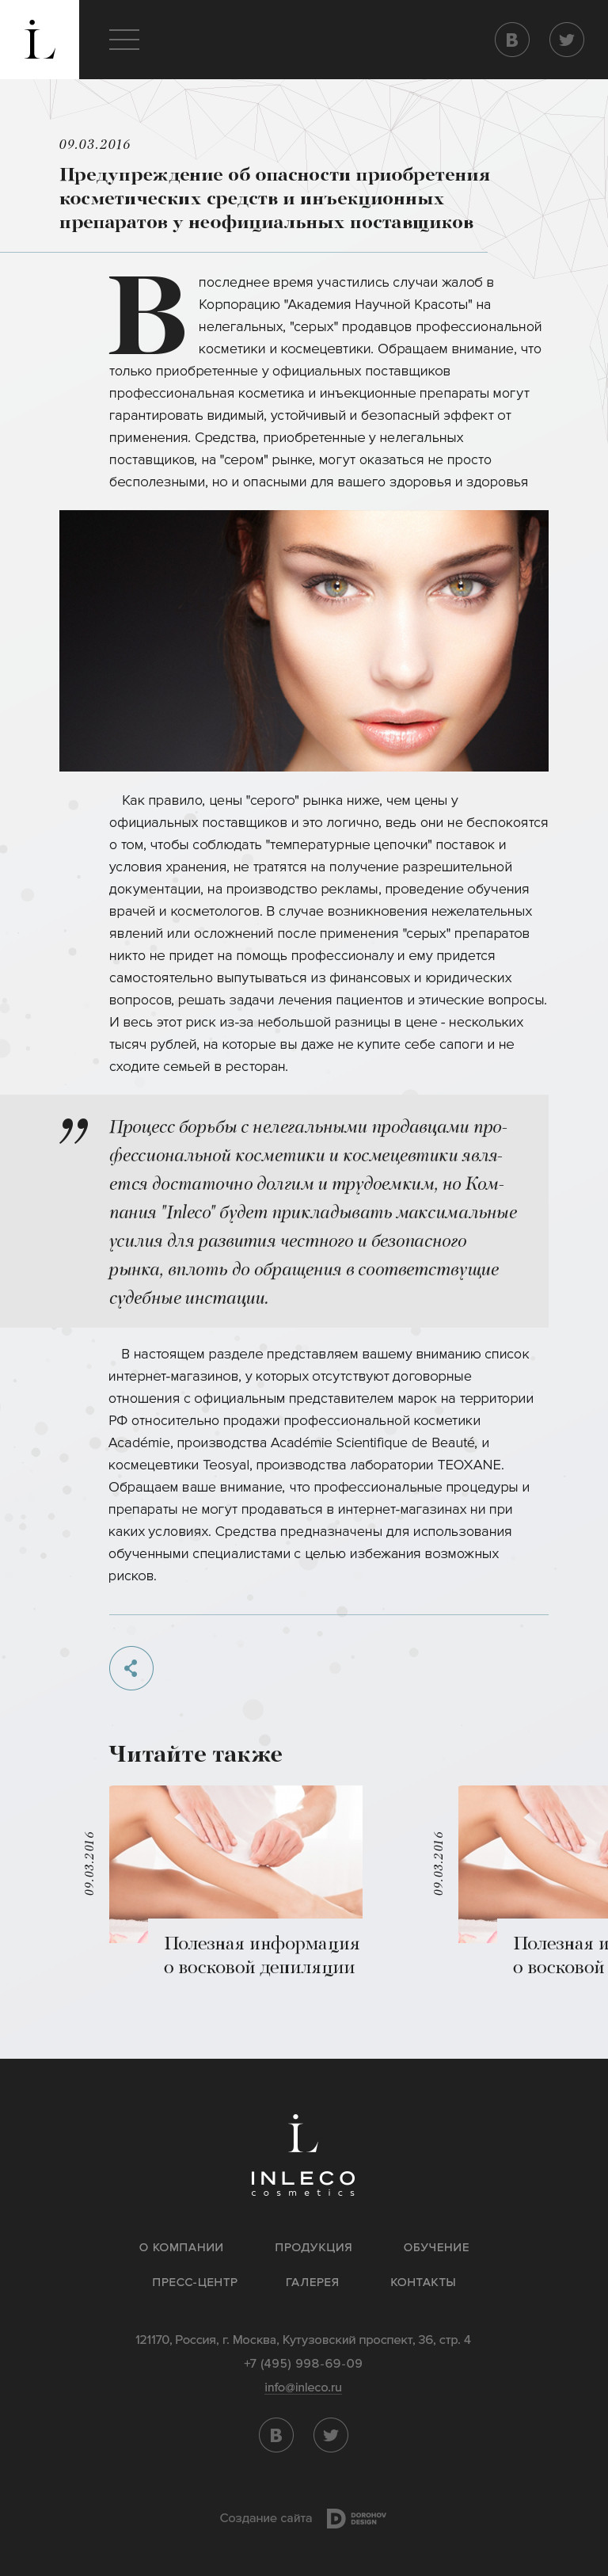 iL
B
09.03.2016
Предупреждение об опасности приобретения
косметических средств и инъекционных
препаратов у неофициальных поставщиков
В последнее время участились случаи жалоб в
Корпорацию "Академия Научной Красоты" на
нелегальных, "серых" продавцов профессиональной
косметики и космецевтики. Обращаем внимание, что
только приобретенные у официальных поставщиков
профессиональная косметика и инъекционные препараты могут
гарантировать видимый, устойчивый и безопасный эффект от
применения. Средства, приобретенные у нелегальных
поставщиков, на "сером" рынке, могут оказаться не просто
бесполезными, но и опасными для вашего здоровья и здоровья
Как правило, цены "серого" рынка ниже, чем цены у
официальных поставщиков и это логично, ведь они не беспокоятся
о том, чтобы соблюдать "температурные цепочки" поставок и
условия хранения, не тратятся на получение разрешительной
документации, на производство рекламы, проведение обучения
врачей и косметологов. В случае возникновения нежелательных
явлений или осложнений после применения "серых" препаратов
никто не придет на помощь профессионалу и ему придется
самостоятельно выпутываться из финансовых и юридических
вопросов, решать задачи лечения пациентов и этические вопросы.
И весь этот риск из-за небольшой разницы в цене - нескольких
тысяч рублей, на которые вы даже не купите себе сапоги и не
сходите семьей в ресторан.
” Процесс борьбы с нелегальными продавцами про-
фессиональной косметики и космецевтики явля-
ется достаточно долгим и трудоемким, но Ком-
пания "Inleco" будет прикладывать максимальные
усилия для развития честного и безопасного
рынка, вплоть до обращения в соответствущие
судебные инстации.
В настоящем разделе представляем вашему вниманию список
интернет-магазинов, у которых отсутствуют договорные
отношения с официальным представителем марок на территории
РФ относительно продажи профессиональной косметики
Académie, производства Académie Scientifique de Beauté, и
космецевтики Teosyal, производства лаборатории TEOXANE.
Обращаем ваше внимание, что профессиональные процедуры и
препараты не могут продаваться в интернет-магазинах ни при
каких условиях. Средства предназначены для использования
обученными специалистами с целью избежания возможных
рисков.
Читайте также
09.03.2016
Полезная информация
о восковой депиляции
09.03.2016
Полезная и
о восковой
iL
INLECO
cosmetics
О КОМПАНИИ ПРОДУКЦИЯ ОБУЧЕНИЕ
ПРЕСС-ЦЕНТР ГАЛЕРЕЯ КОНТАКТЫ
121170, Россия, г. Москва, Кутузовский проспект, 36, стр. 4
+7 (495) 998-69-09
info@inleco.ru
B
Создание сайта D DOROHOV
DESIGN